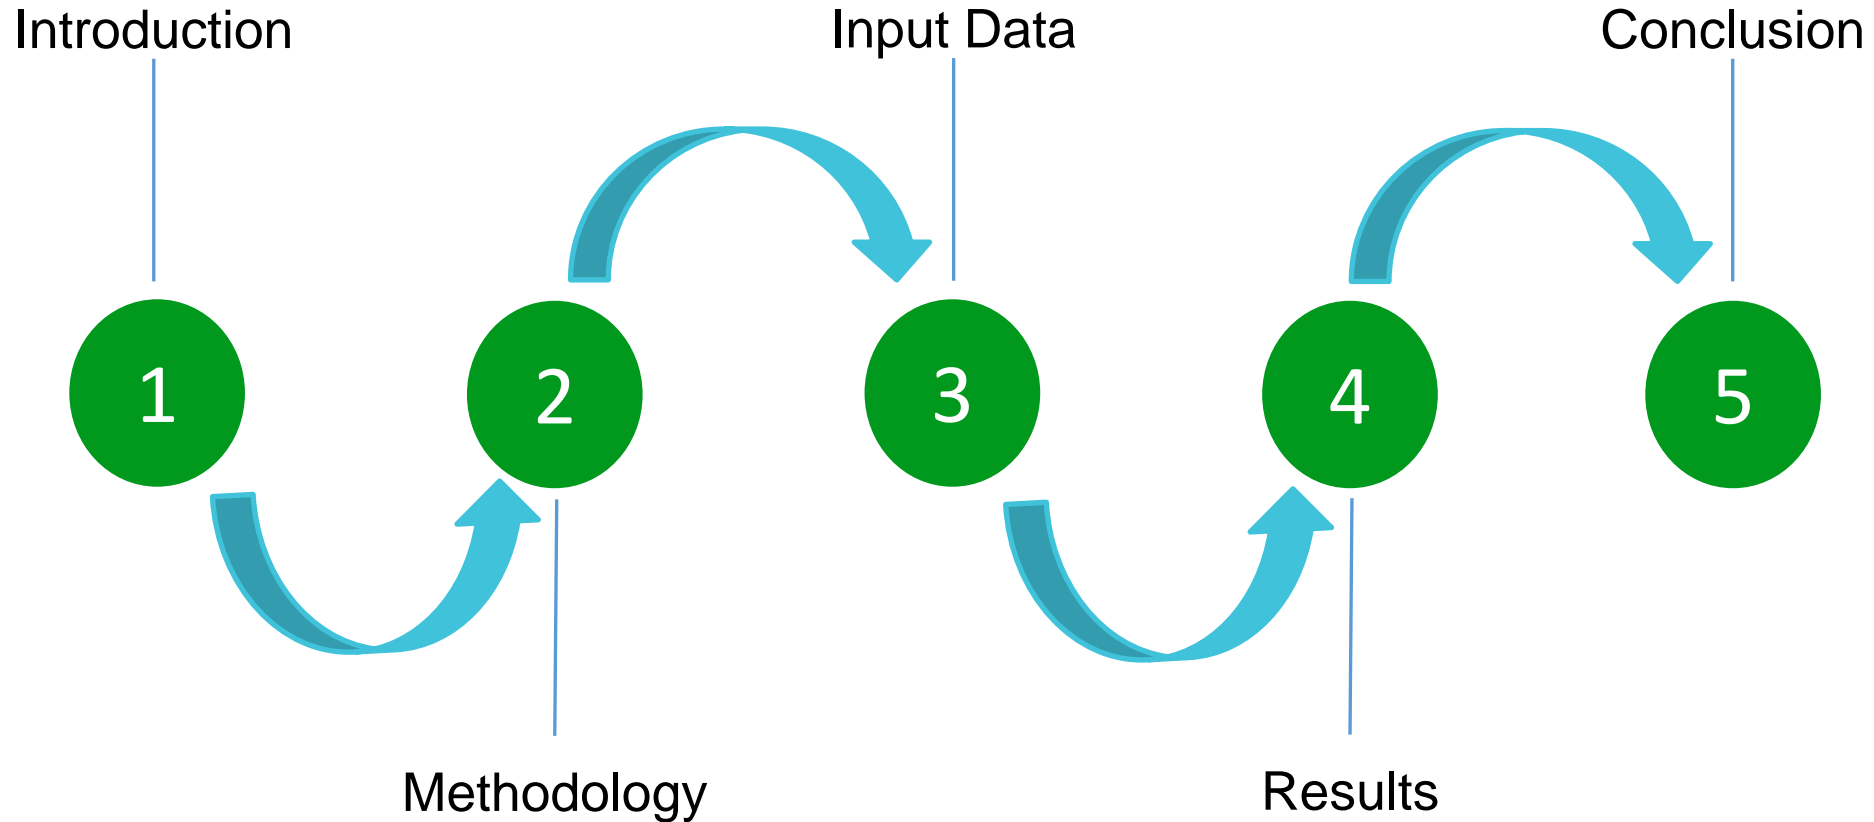 Introduction
Input Data
Conclusion
1
2
3
4
5
Methodology
Results